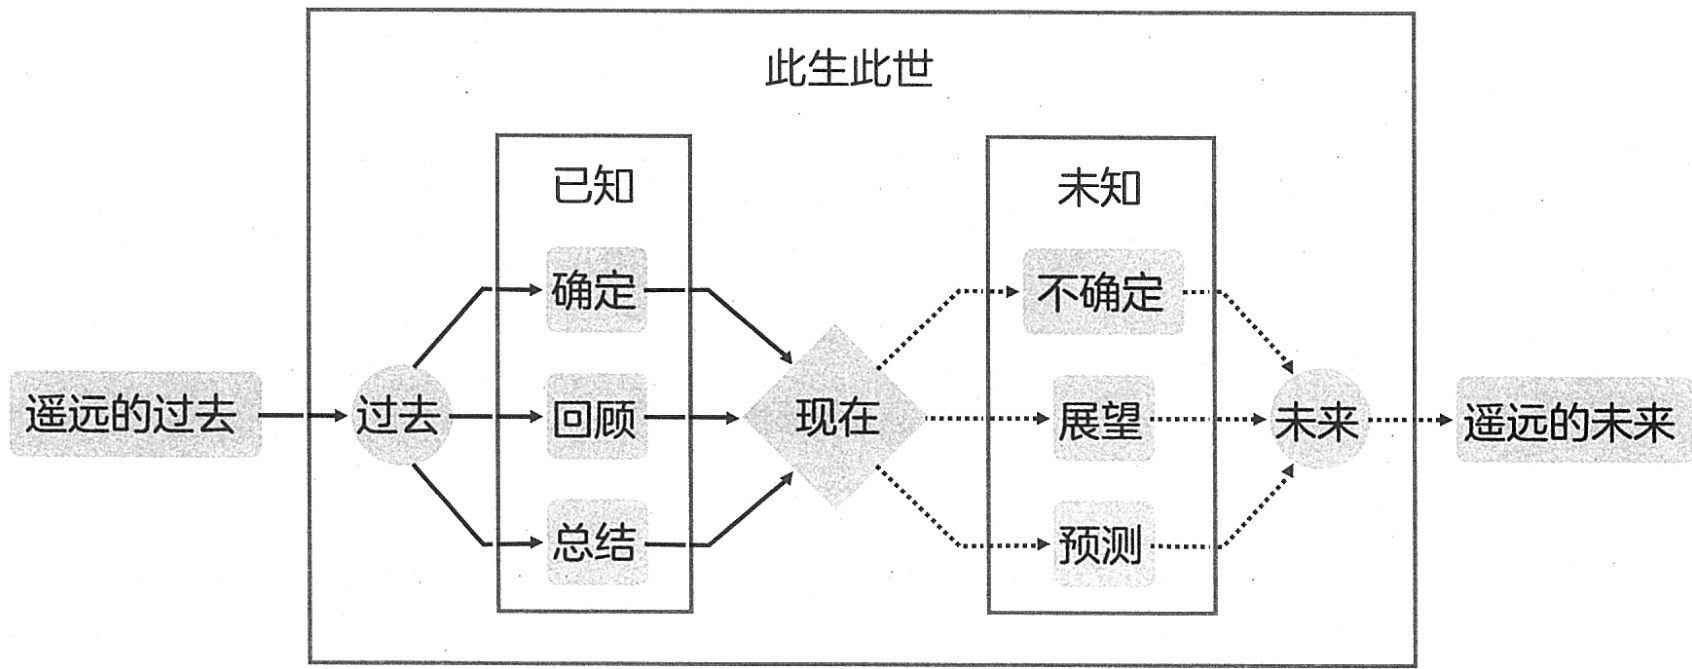 此生此世
已知
未知
确定
不确定
遥远的过去
过去
回顾
现在
展望
未来
遥远的未来
总结
预测